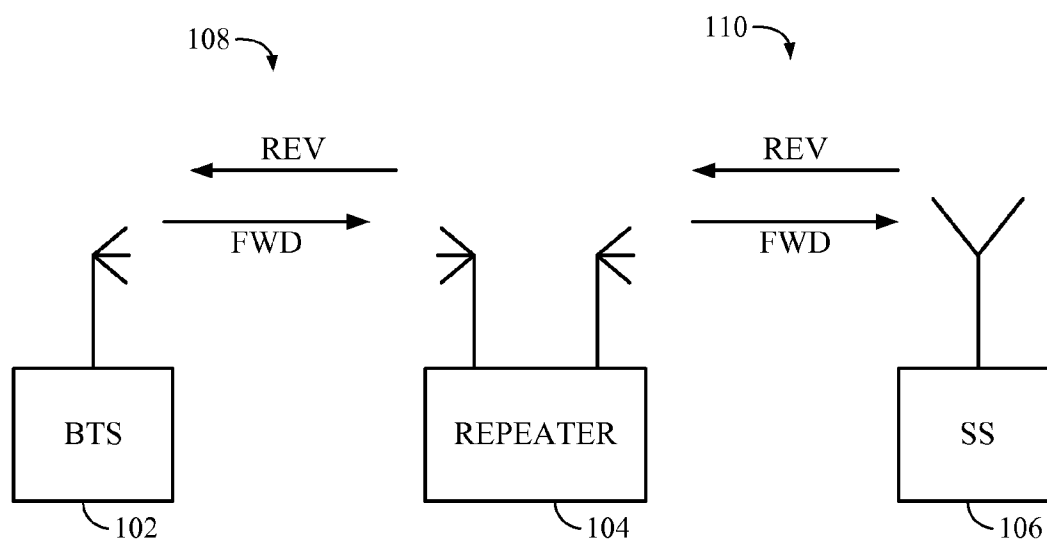 108
110
REV
REV
FWD
FWD
BTS
REPEATER
SS
102
104
106